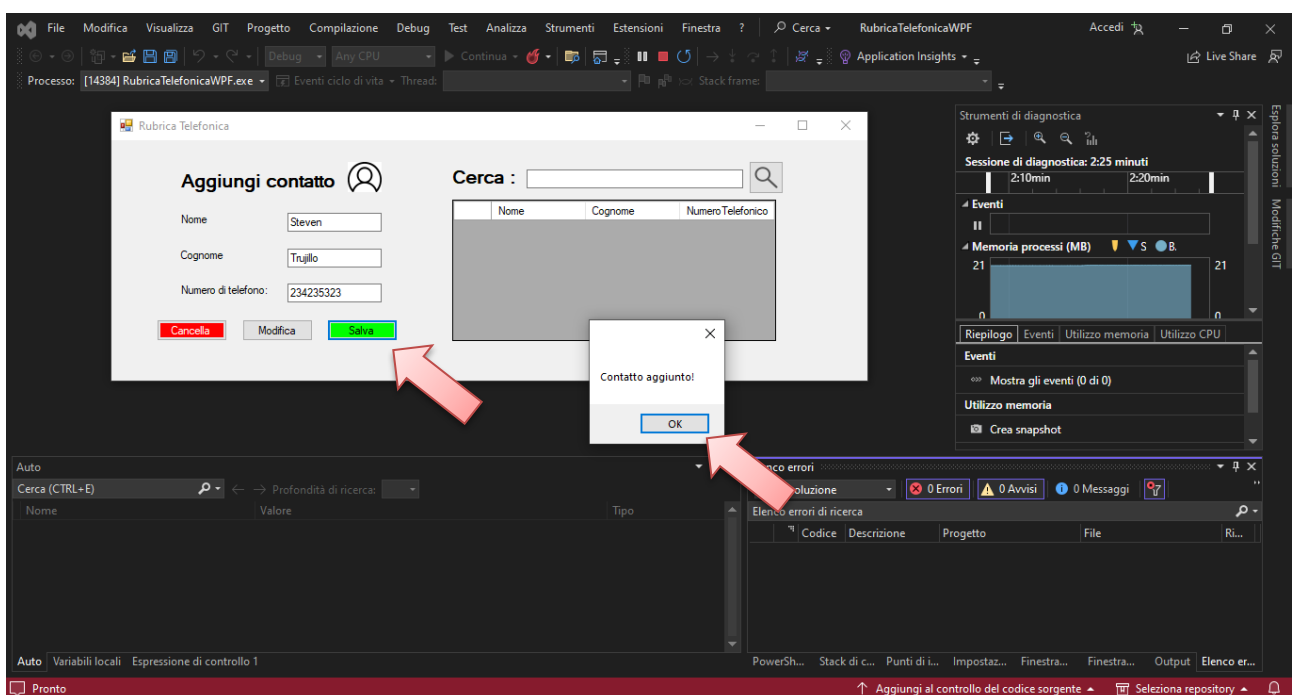 File Modifica Visualizza GIT Progetto Compilazione Debug Test Analizza Strumenti Estensioni Finestra ? Cerca RubricaTelefonicaWPF Accedi
Debug Any CPU Continua Application Insights Live Share
Processo: [14384] RubricaTelefonicaWPF.exe Eventi ciclo di vita Thread: Stack frame:
Rubrica Telefonica
Aggiungi contatto
Nome Steven
Cognome Trujillo
Numero di telefono: 234235323
Cancella Modifica Salva
Cerca :
Nome Cognome NumeroTelefonico
Contatto aggiunto!
OK
Strumenti di diagnostica
Sessione di diagnostica: 2:25 minuti
2:10min 2:20min
Eventi
Memoria processi (MB) S B.
21 21
0 0
Riepilogo Eventi Utilizzo memoria Utilizzo CPU
Eventi
Mostra gli eventi (0 di 0)
Utilizzo memoria
Crea snapshot
Esplora soluzioni
Modifiche GIT
Auto
Cerca (CTRL+E) Profondità di ricerca:
Nome Valore Tipo
Auto Variabili locali Espressione di controllo 1
errori
0 Errori 0 Avvisi 0 Messaggi
Elenco errori di ricerca
Codice Descrizione Progetto File Ri...
PowerSh... Stack di c... Punti di i... Impostaz... Finestra... Finestra... Output Elenco er...
Pronto Aggiungi al controllo del codice sorgente Seleziona repository